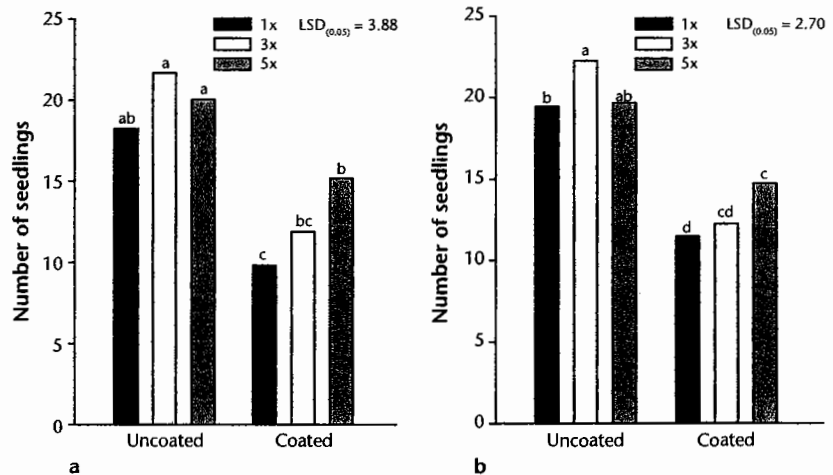 1x LSD(0.05) = 3.88
3x
5x
Number of seedlings
25
20
15
10
5
0
ab
a
a
c
bc
b
Uncoated
Coated
a
1x LSD(0.05) = 2.70
3x
5x
Number of seedlings
25
20
15
10
5
0
b
a
ab
d
cd
c
Uncoated
Coated
b